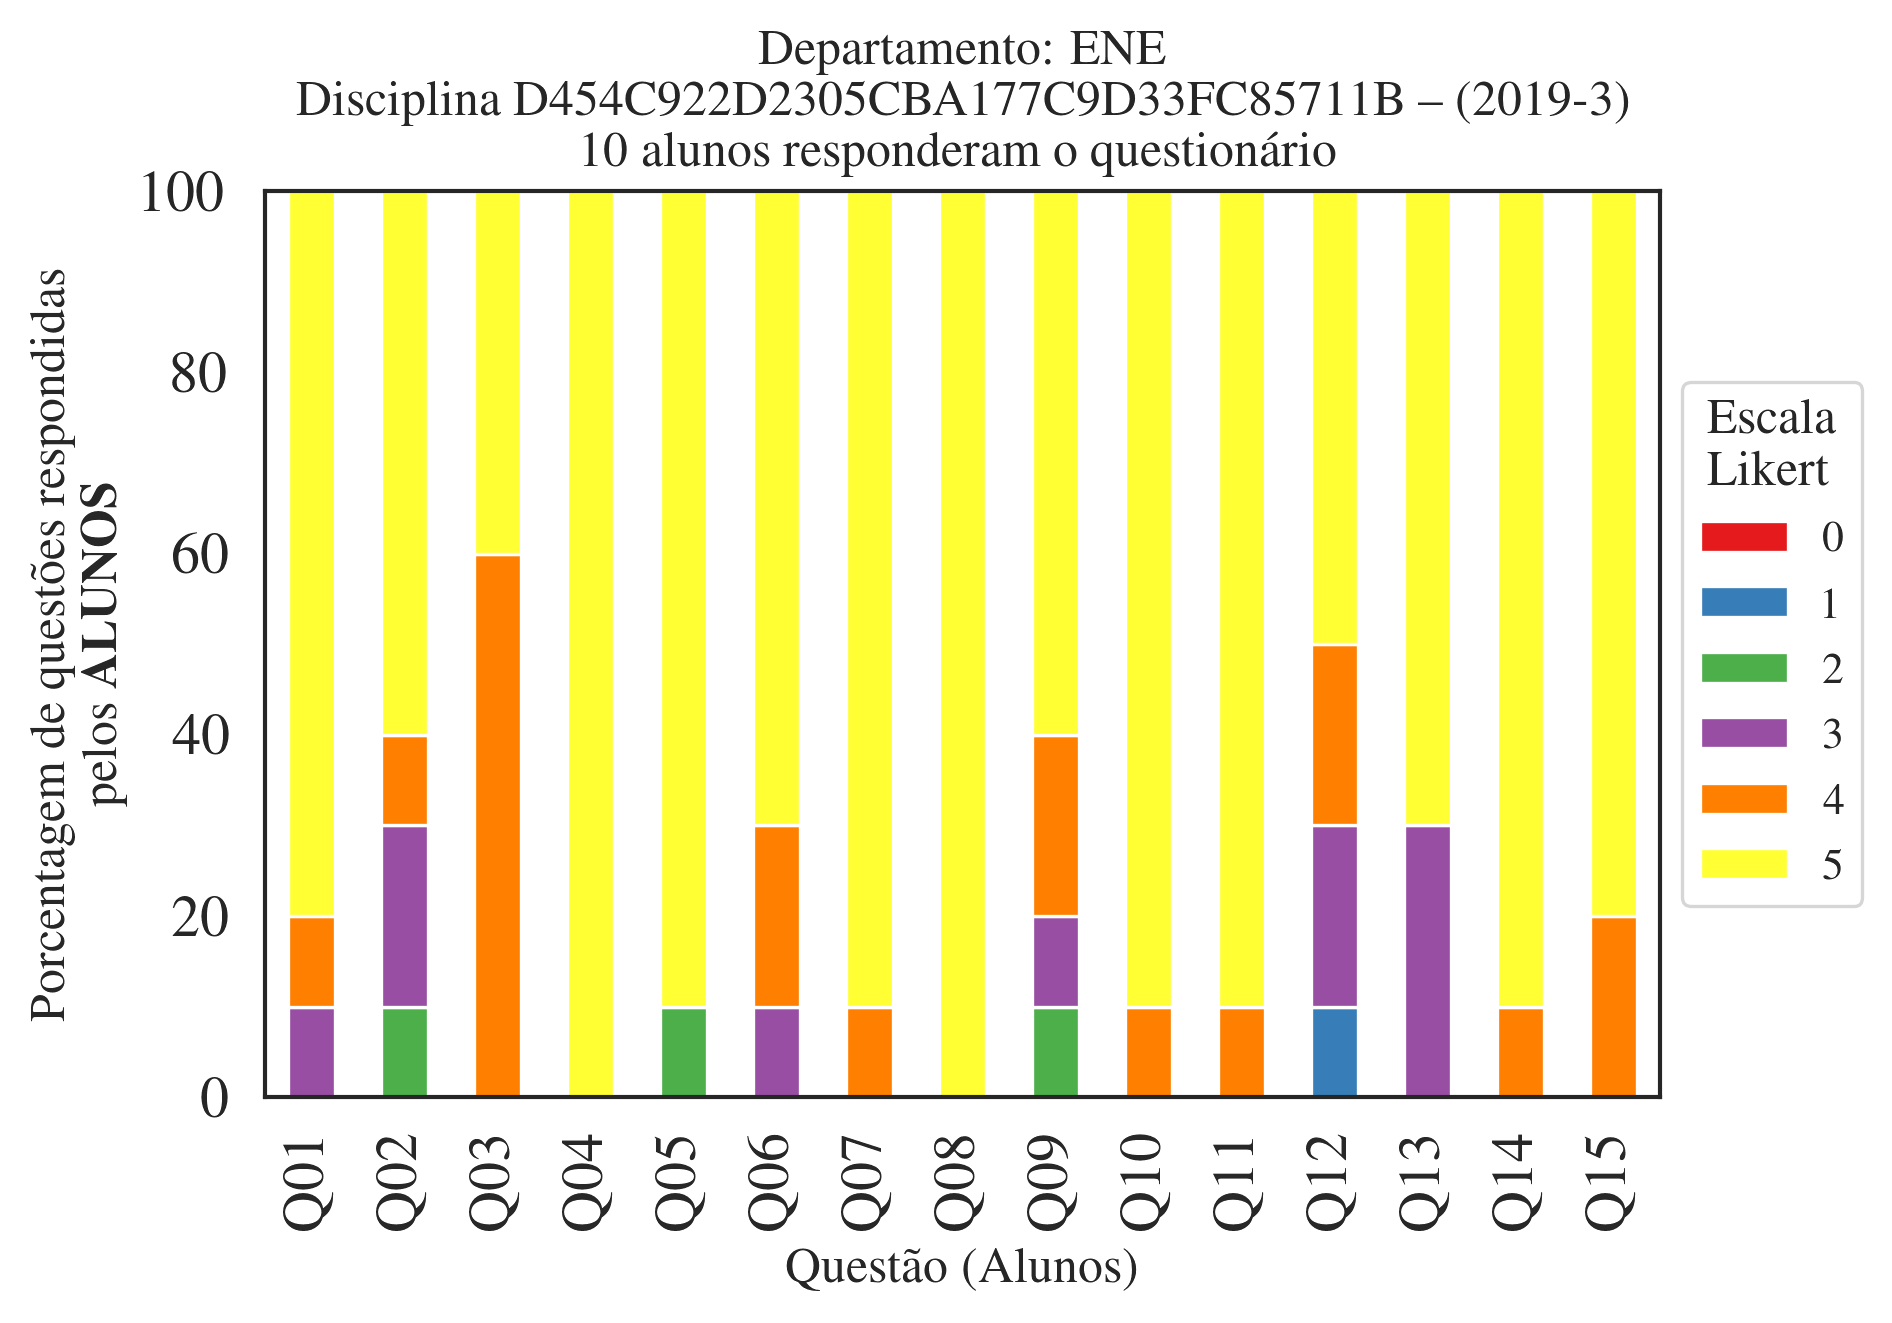 Departamento: ENE
Disciplina D454C922D2305CBA177C9D33FC85711B – (2019-3)
10 alunos responderam o questionário
Porcentagem de questões respondidas
pelos ALUNOS
100
80
60
40
20
0
Q01
Q02
Q03
Q04
Q05
Q06
Q07
Q08
Q09
Q10
Q11
Q12
Q13
Q14
Q15
Questão (Alunos)
Escala
Likert
0
1
2
3
4
5